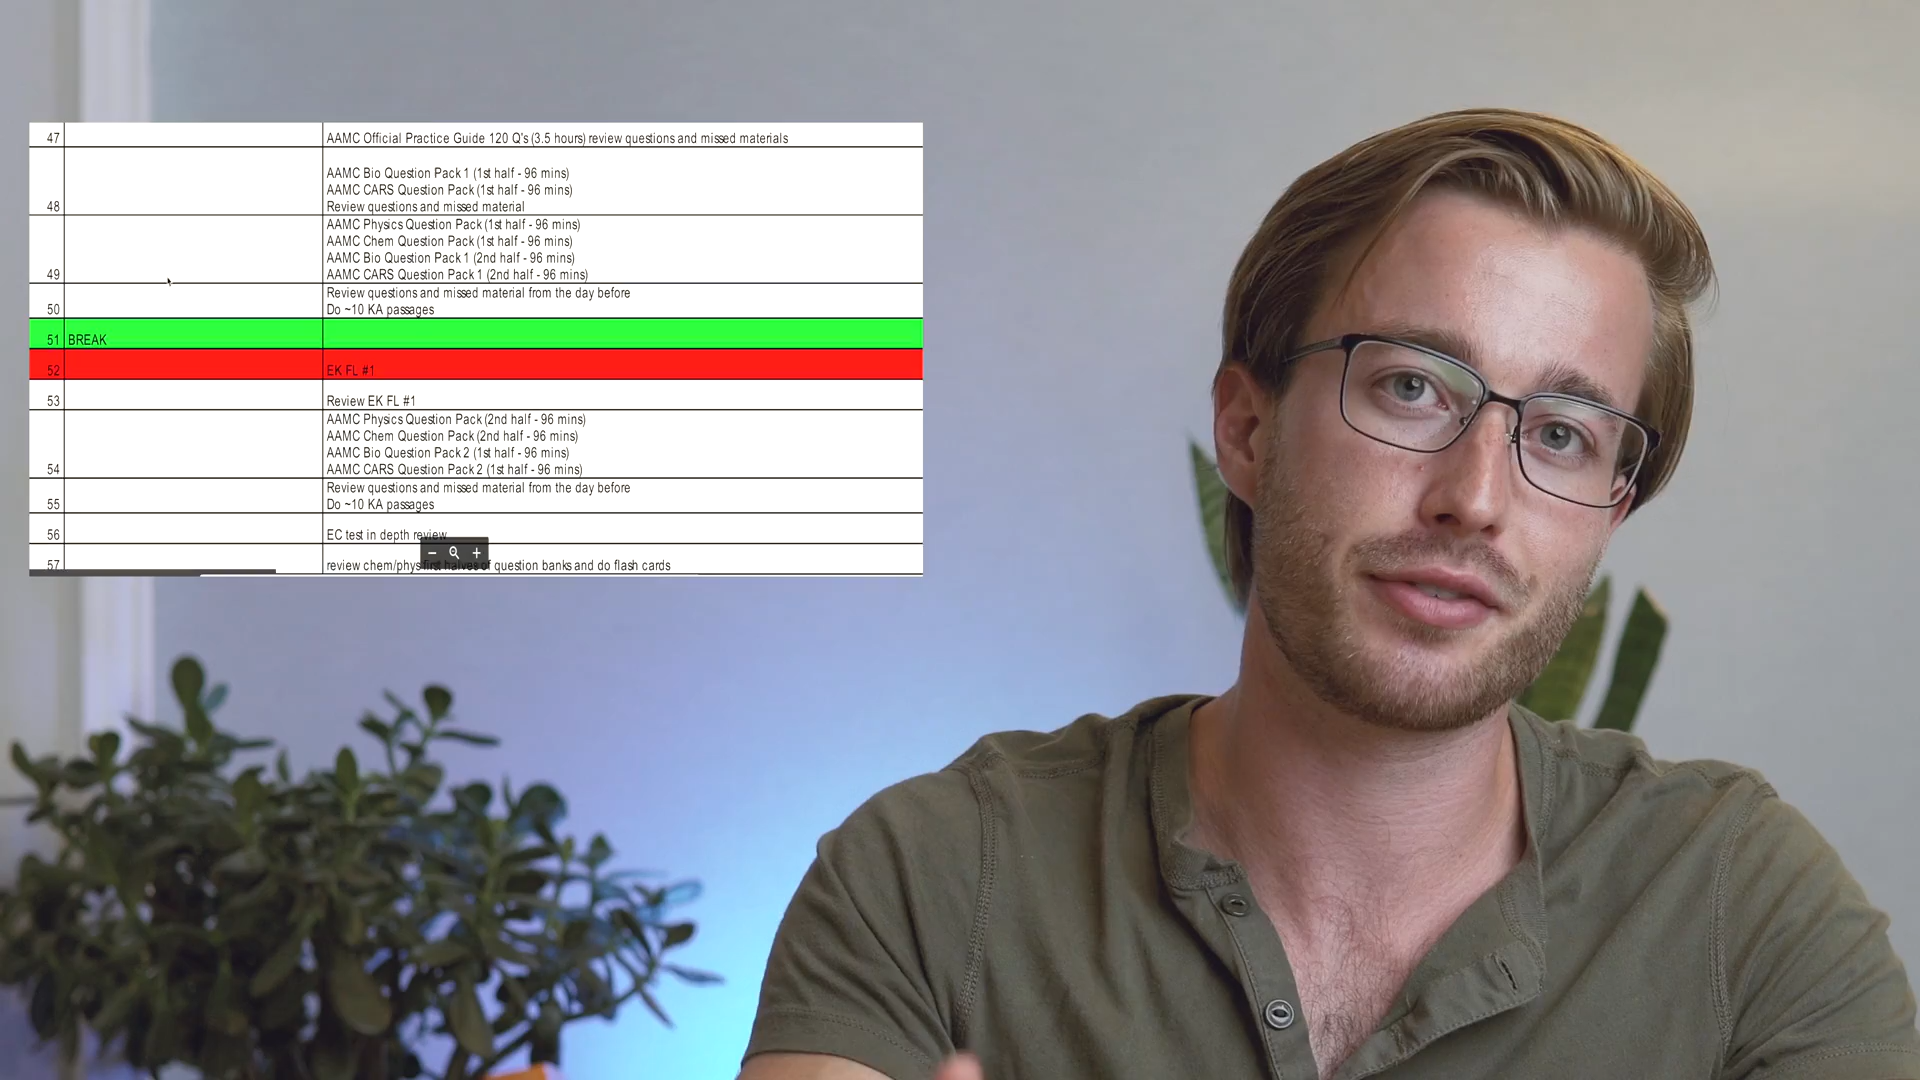 47 AAMC Official Practice Guide 120 Q's (3.5 hours) review questions and missed materials
AAMC Bio Question Pack 1 (1st half - 96 mins)
AAMC CARS Question Pack (1st half - 96 mins)
48 Review questions and missed material
AAMC Physics Question Pack (1st half - 96 mins)
AAMC Chem Question Pack (1st half - 96 mins)
AAMC Bio Question Pack 1 (2nd half - 96 mins)
49 AAMC CARS Question Pack 1 (2nd half - 96 mins)
Review questions and missed material from the day before
50 Do ~10 KA passages
51 BREAK
52 EK FL #1
53 Review EK FL #1
AAMC Physics Question Pack (2nd half - 96 mins)
AAMC Chem Question Pack (2nd half - 96 mins)
AAMC Bio Question Pack 2 (1st half - 96 mins)
54 AAMC CARS Question Pack 2 (1st half - 96 mins)
Review questions and missed material from the day before
55 Do ~10 KA passages
56 EC test in depth review
57 review chem/phys first halves of question banks and do flash cards